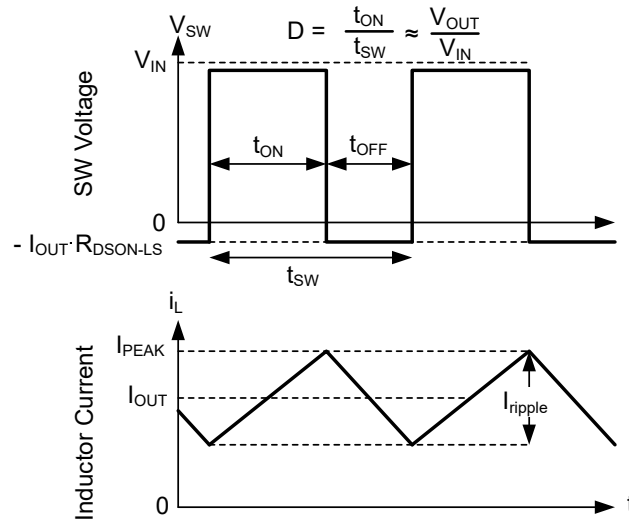 V_SW
D = t_ON / t_SW ≈ V_OUT / V_IN
V_IN
SW Voltage
t_ON
t_OFF
0
- I_OUT·R_DSON-LS
t_SW
i_L
Inductor Current
I_PEAK
I_OUT
I_ripple
0
t